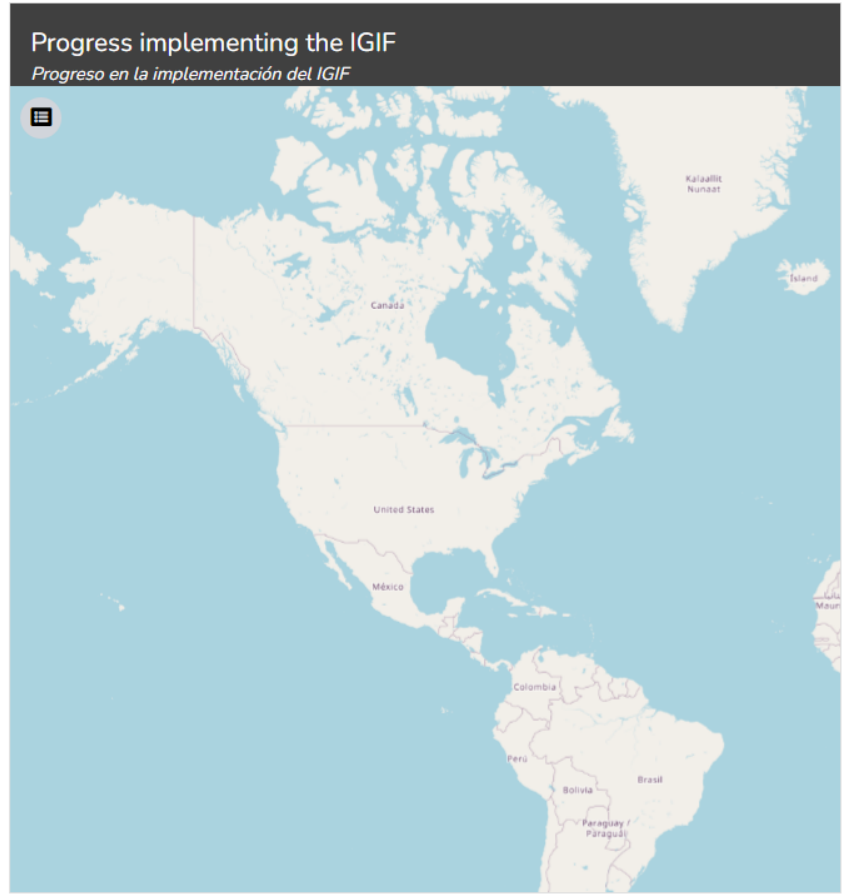 Progress implementing the IGIF
Progreso en la implementación del IGIF
Kalaallit
Nunaat
Ísland
Canada
United States
México
Colombia
Perú
Brasil
Bolivia
Paraguay /
Paraguái